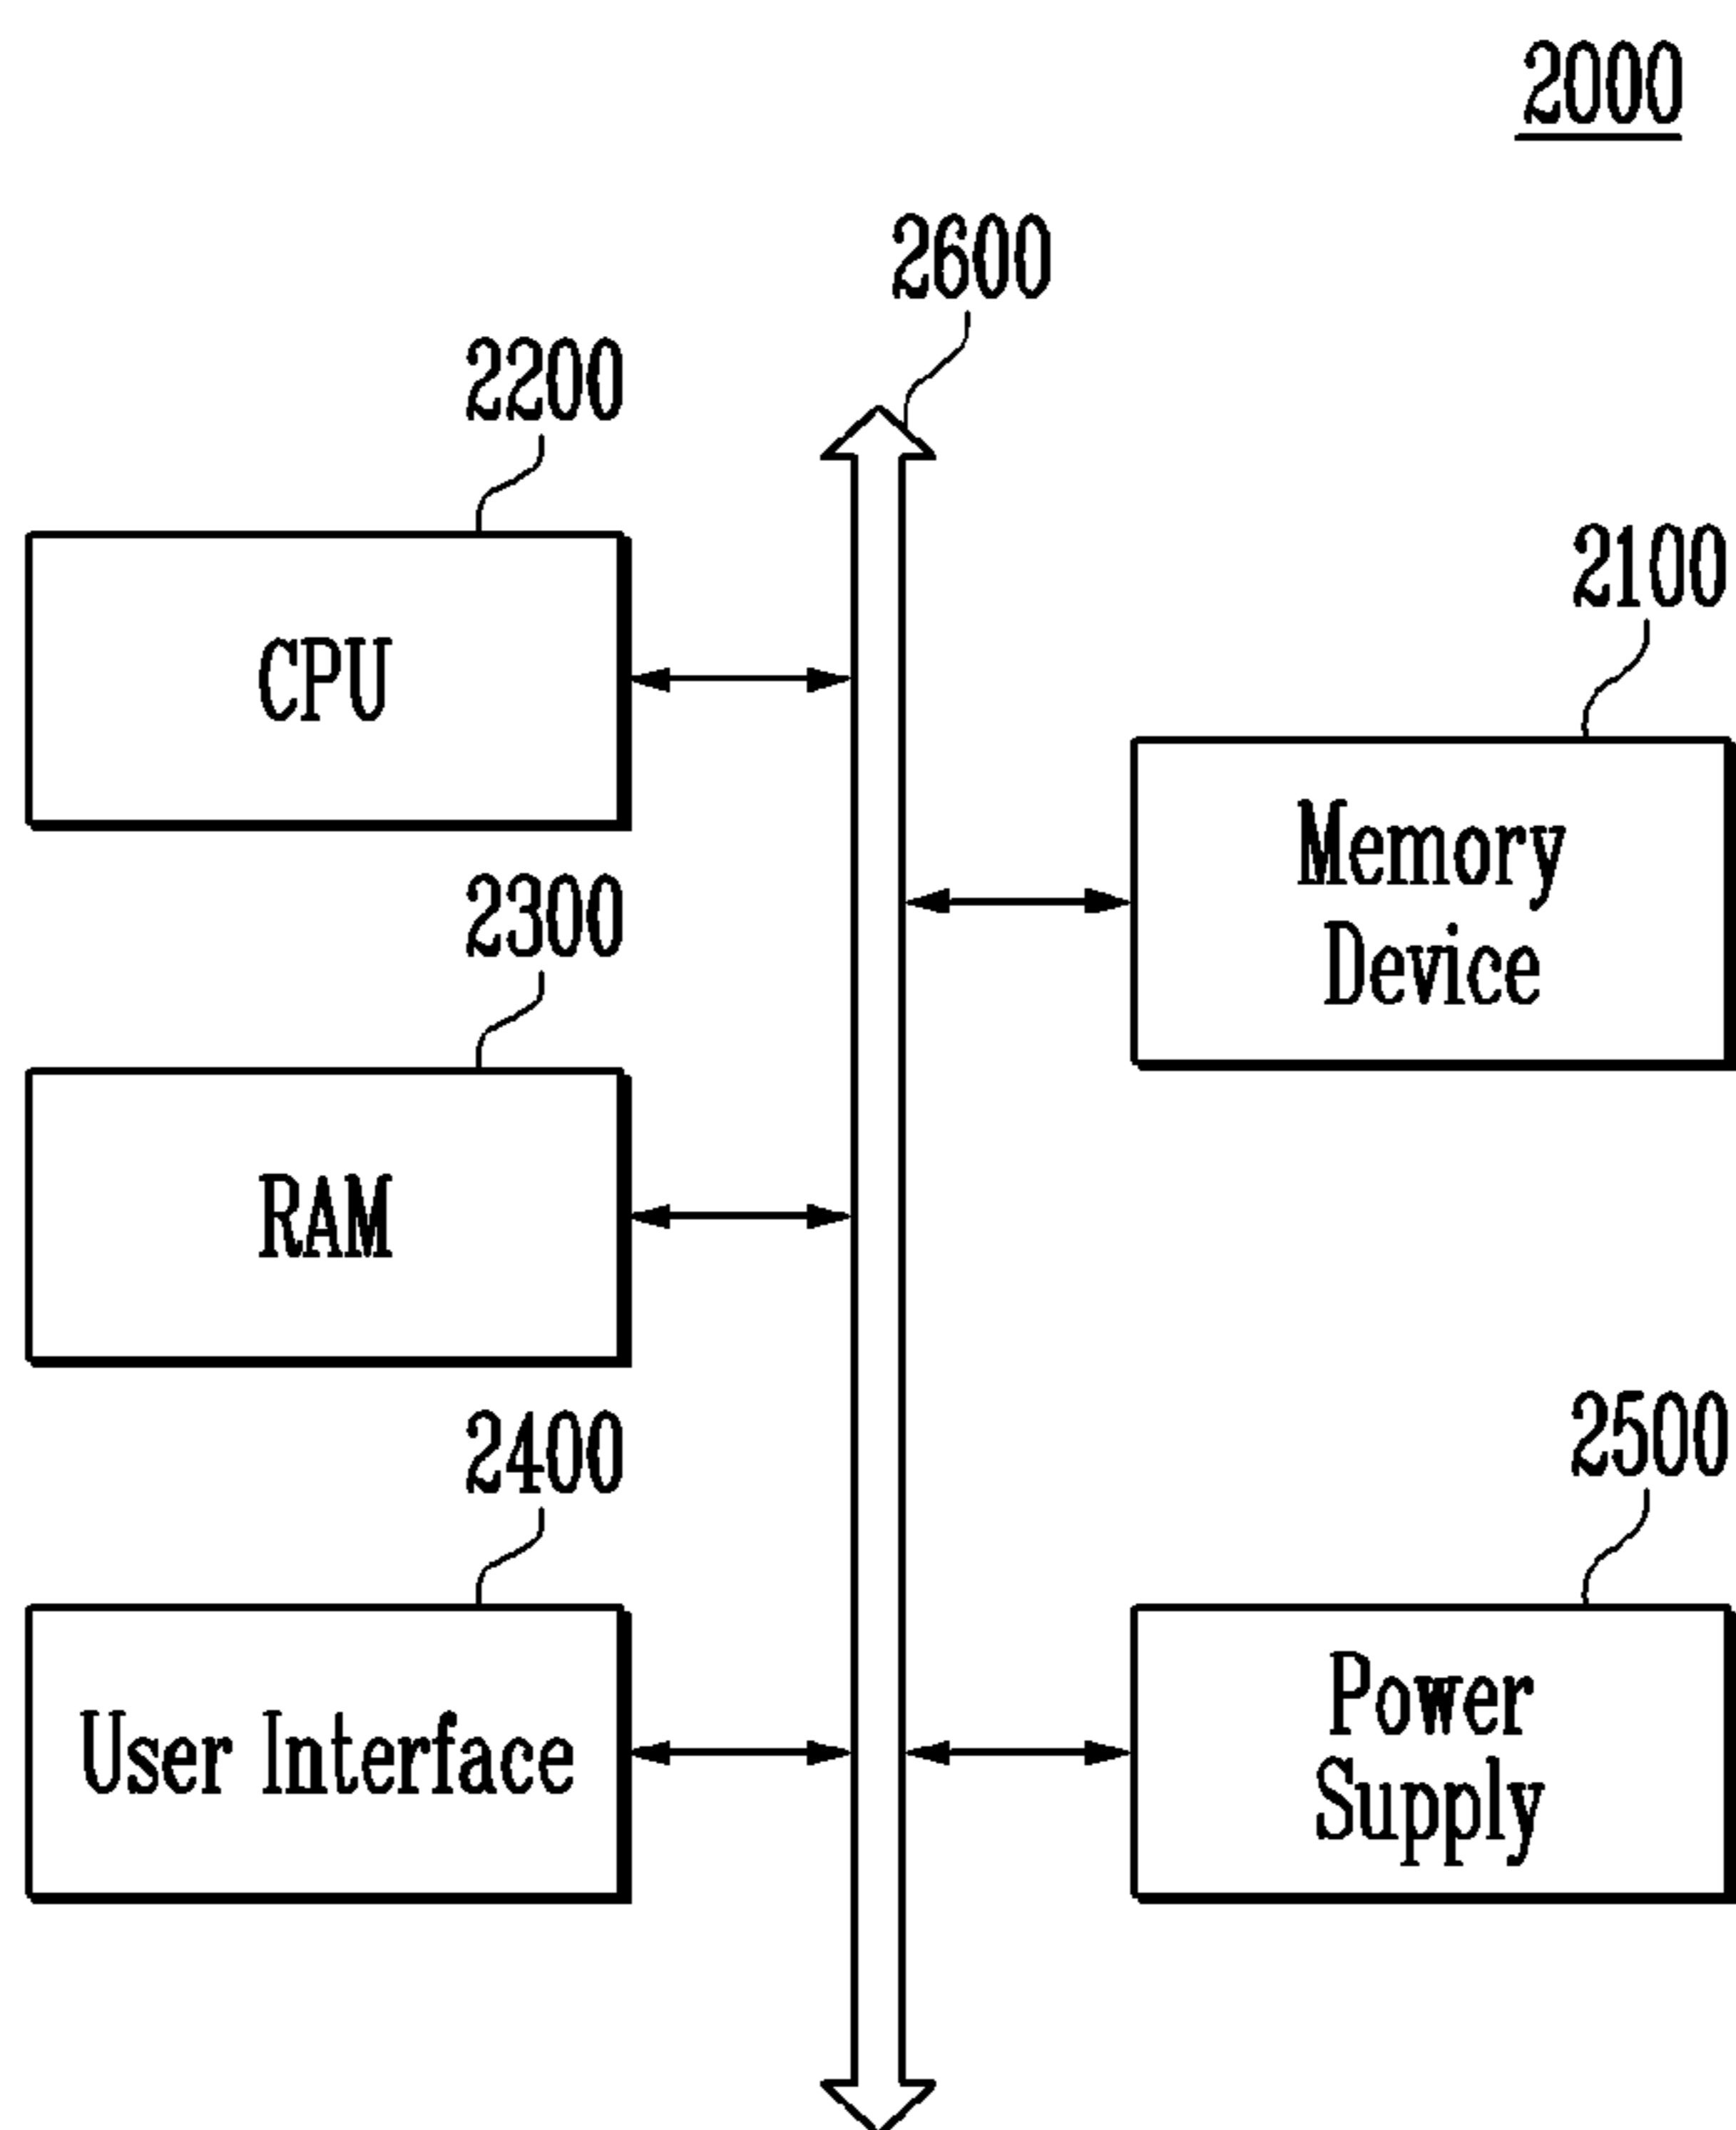 2000
2600
2200
CPU
2100
Memory
Device
2300
RAM
2400
User Interface
2500
Power
Supply